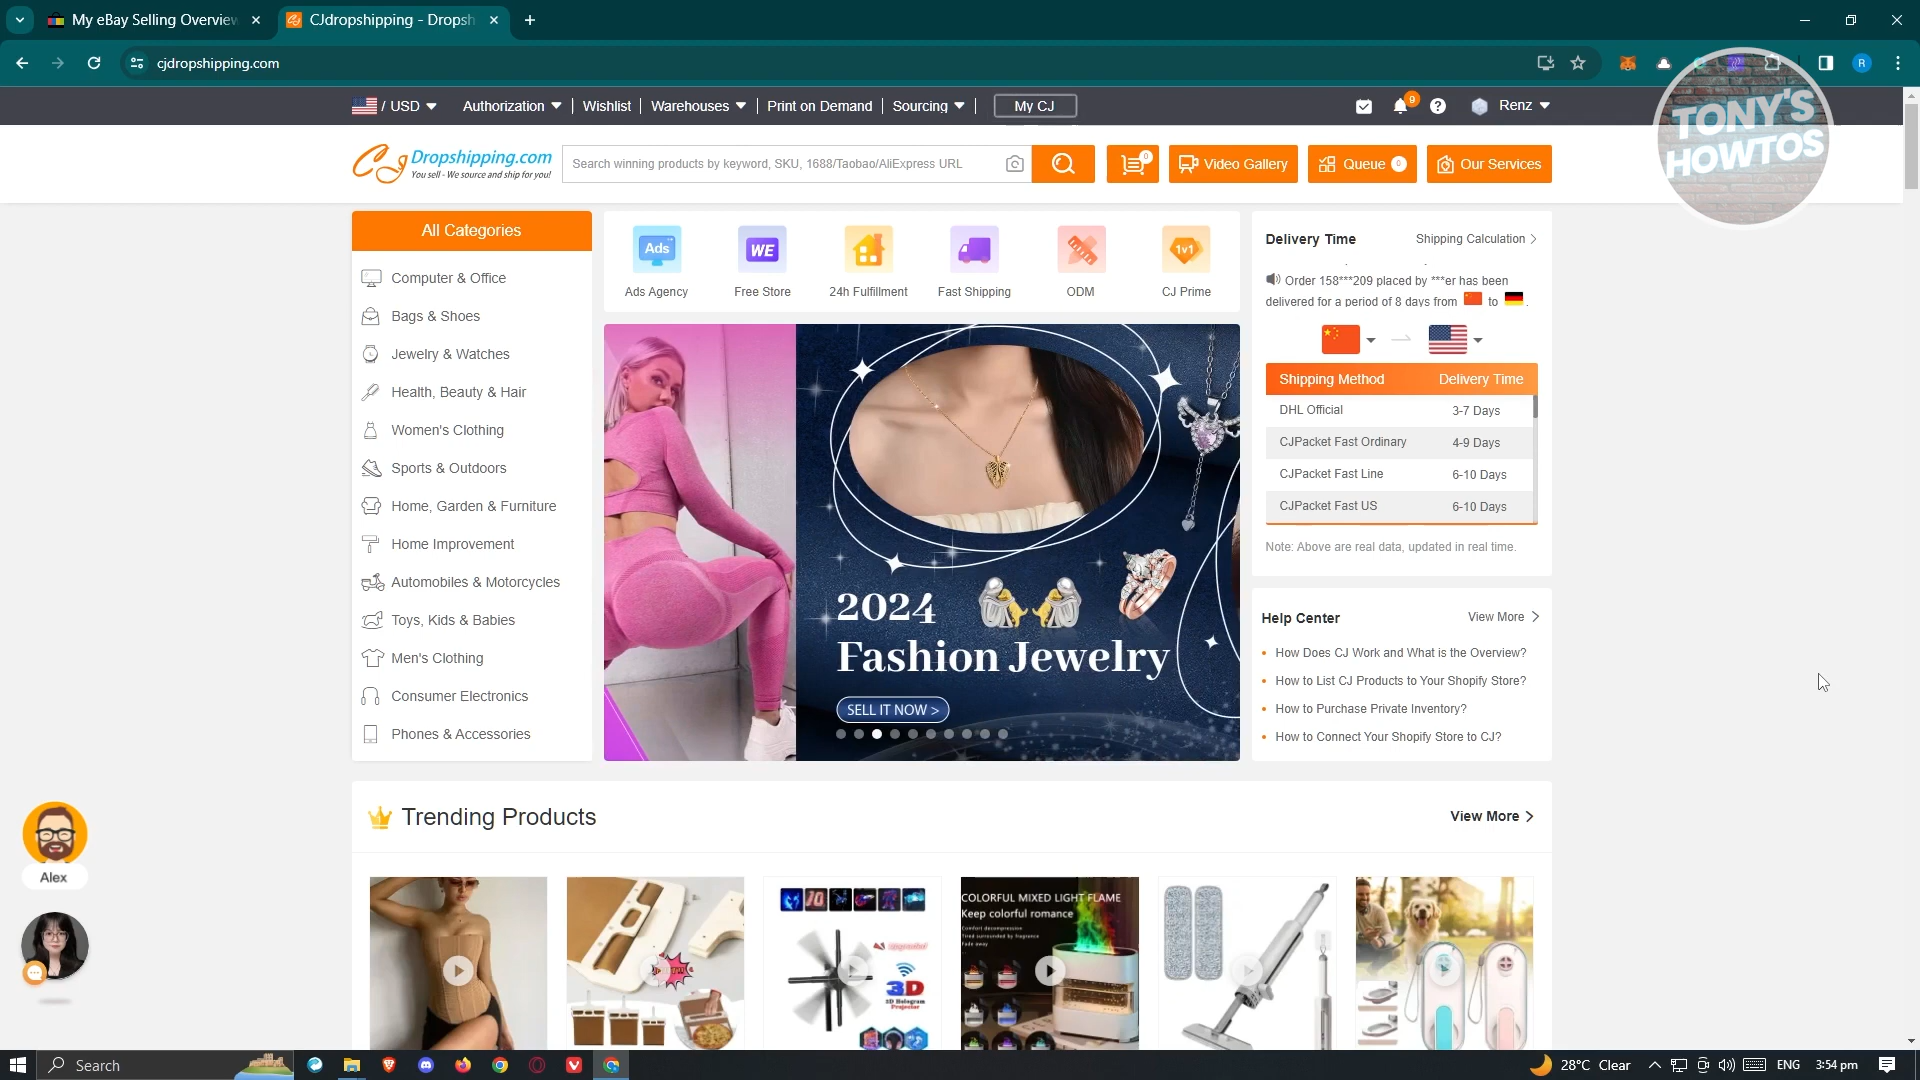 My eBay Selling Overview
CJdropshipping - Dropsh
cjdropshipping.com
R
/ USD
Authorization
Wishlist
Warehouses
Print on Demand
Sourcing
My CJ
9
Renz
TONY'S
HOWTOS
CJ Dropshipping.com
You sell - We source and ship for you!
Search winning products by keyword, SKU, 1688/Taobao/AliExpress URL
0
Video Gallery
Queue 0
Our Services
All Categories
Computer & Office
Bags & Shoes
Jewelry & Watches
Health, Beauty & Hair
Women's Clothing
Sports & Outdoors
Home, Garden & Furniture
Home Improvement
Automobiles & Motorcycles
Toys, Kids & Babies
Men's Clothing
Consumer Electronics
Phones & Accessories
Ads
WE
1v1
Ads Agency
Free Store
24h Fulfillment
Fast Shipping
ODM
CJ Prime
2024
Fashion Jewelry
SELL IT NOW >
Delivery Time
Shipping Calculation
Order 158***209 placed by ***er has been
delivered for a period of 8 days from to .
Shipping Method Delivery Time
DHL Official 3-7 Days
CJPacket Fast Ordinary 4-9 Days
CJPacket Fast Line 6-10 Days
CJPacket Fast US 6-10 Days
Note: Above are real data, updated in real time.
Help Center
View More
How Does CJ Work and What is the Overview?
How to List CJ Products to Your Shopify Store?
How to Purchase Private Inventory?
How to Connect Your Shopify Store to CJ?
Trending Products
View More
Alex
3D
COLORFUL MIXED LIGHT FLAME
Keep colorful romance
Search
28°C Clear
ENG
3:54 pm